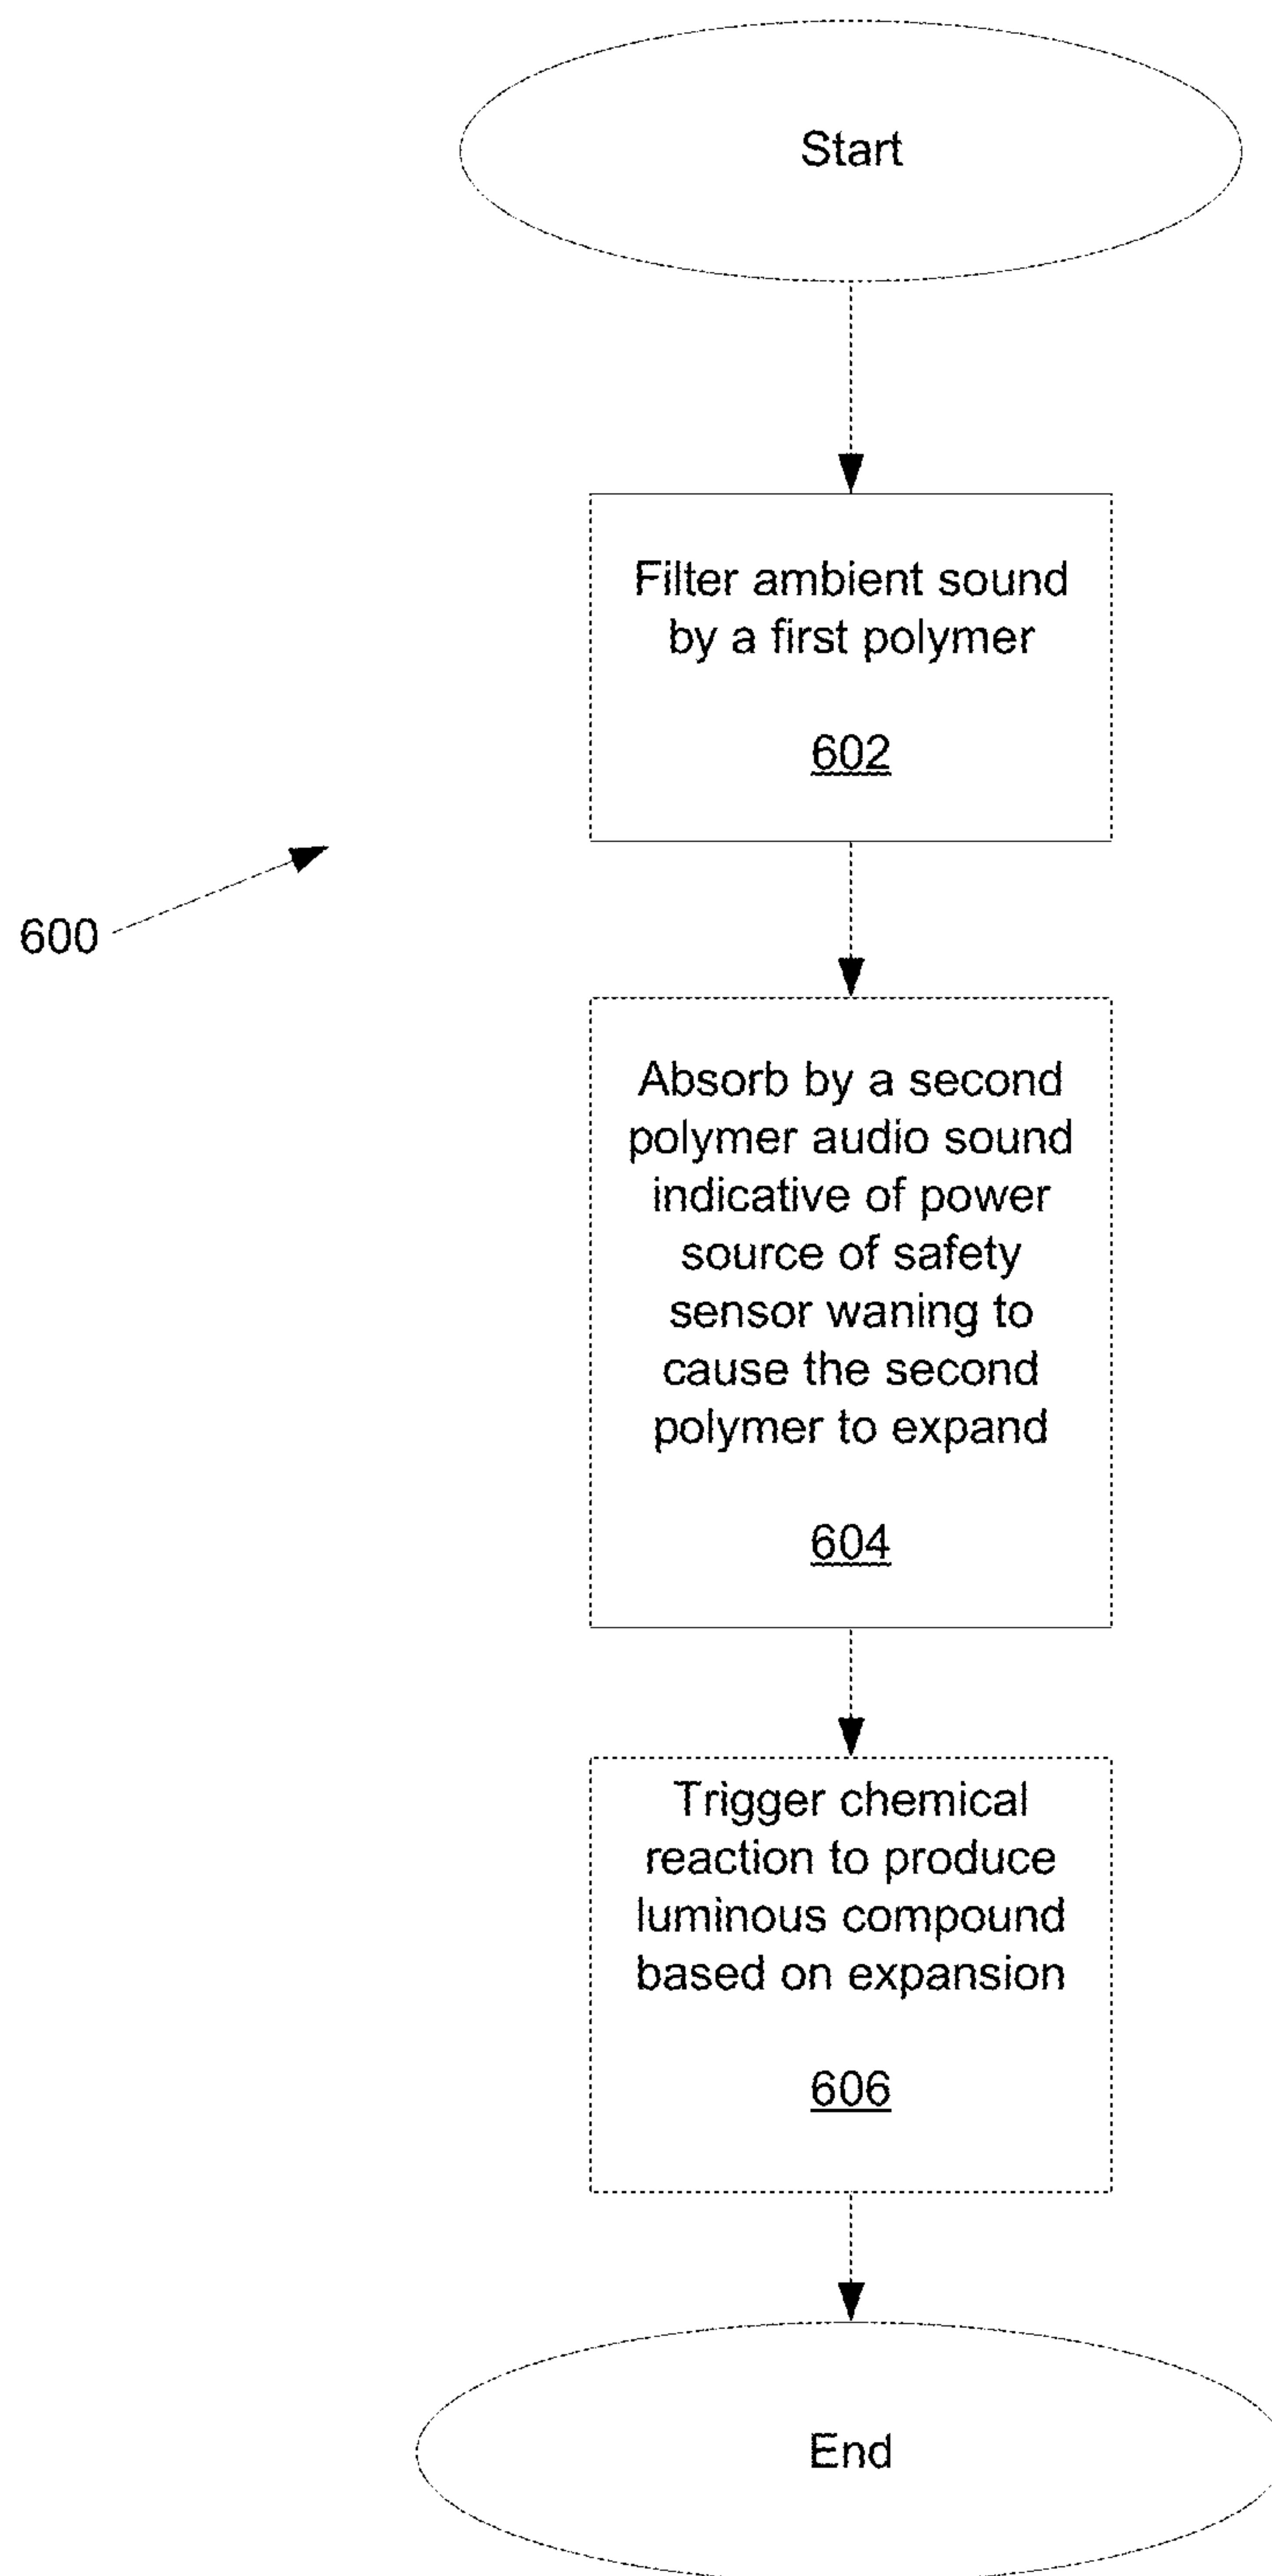 Start
Filter ambient sound
by a first polymer
602
600
Absorb by a second
polymer audio sound
indicative of power
source of safety
sensor waning to
cause the second
polymer to expand
604
Trigger chemical
reaction to produce
luminous compound
based on expansion
606
End